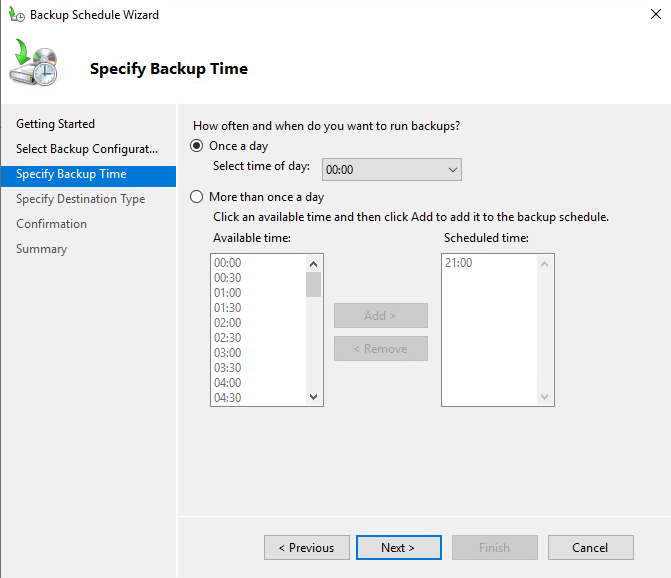 Backup Schedule Wizard
Specify Backup Time
Getting Started
Select Backup Configurat...
Specify Backup Time
Specify Destination Type
Confirmation
Summary
How often and when do you want to run backups?
Once a day
Select time of day: 00:00
More than once a day
Click an available time and then click Add to add it to the backup schedule.
Available time:
00:00
00:30
01:00
01:30
02:00
02:30
03:00
03:30
04:00
04:30
Add >
< Remove
Scheduled time:
21:00
< Previous Next > Finish Cancel